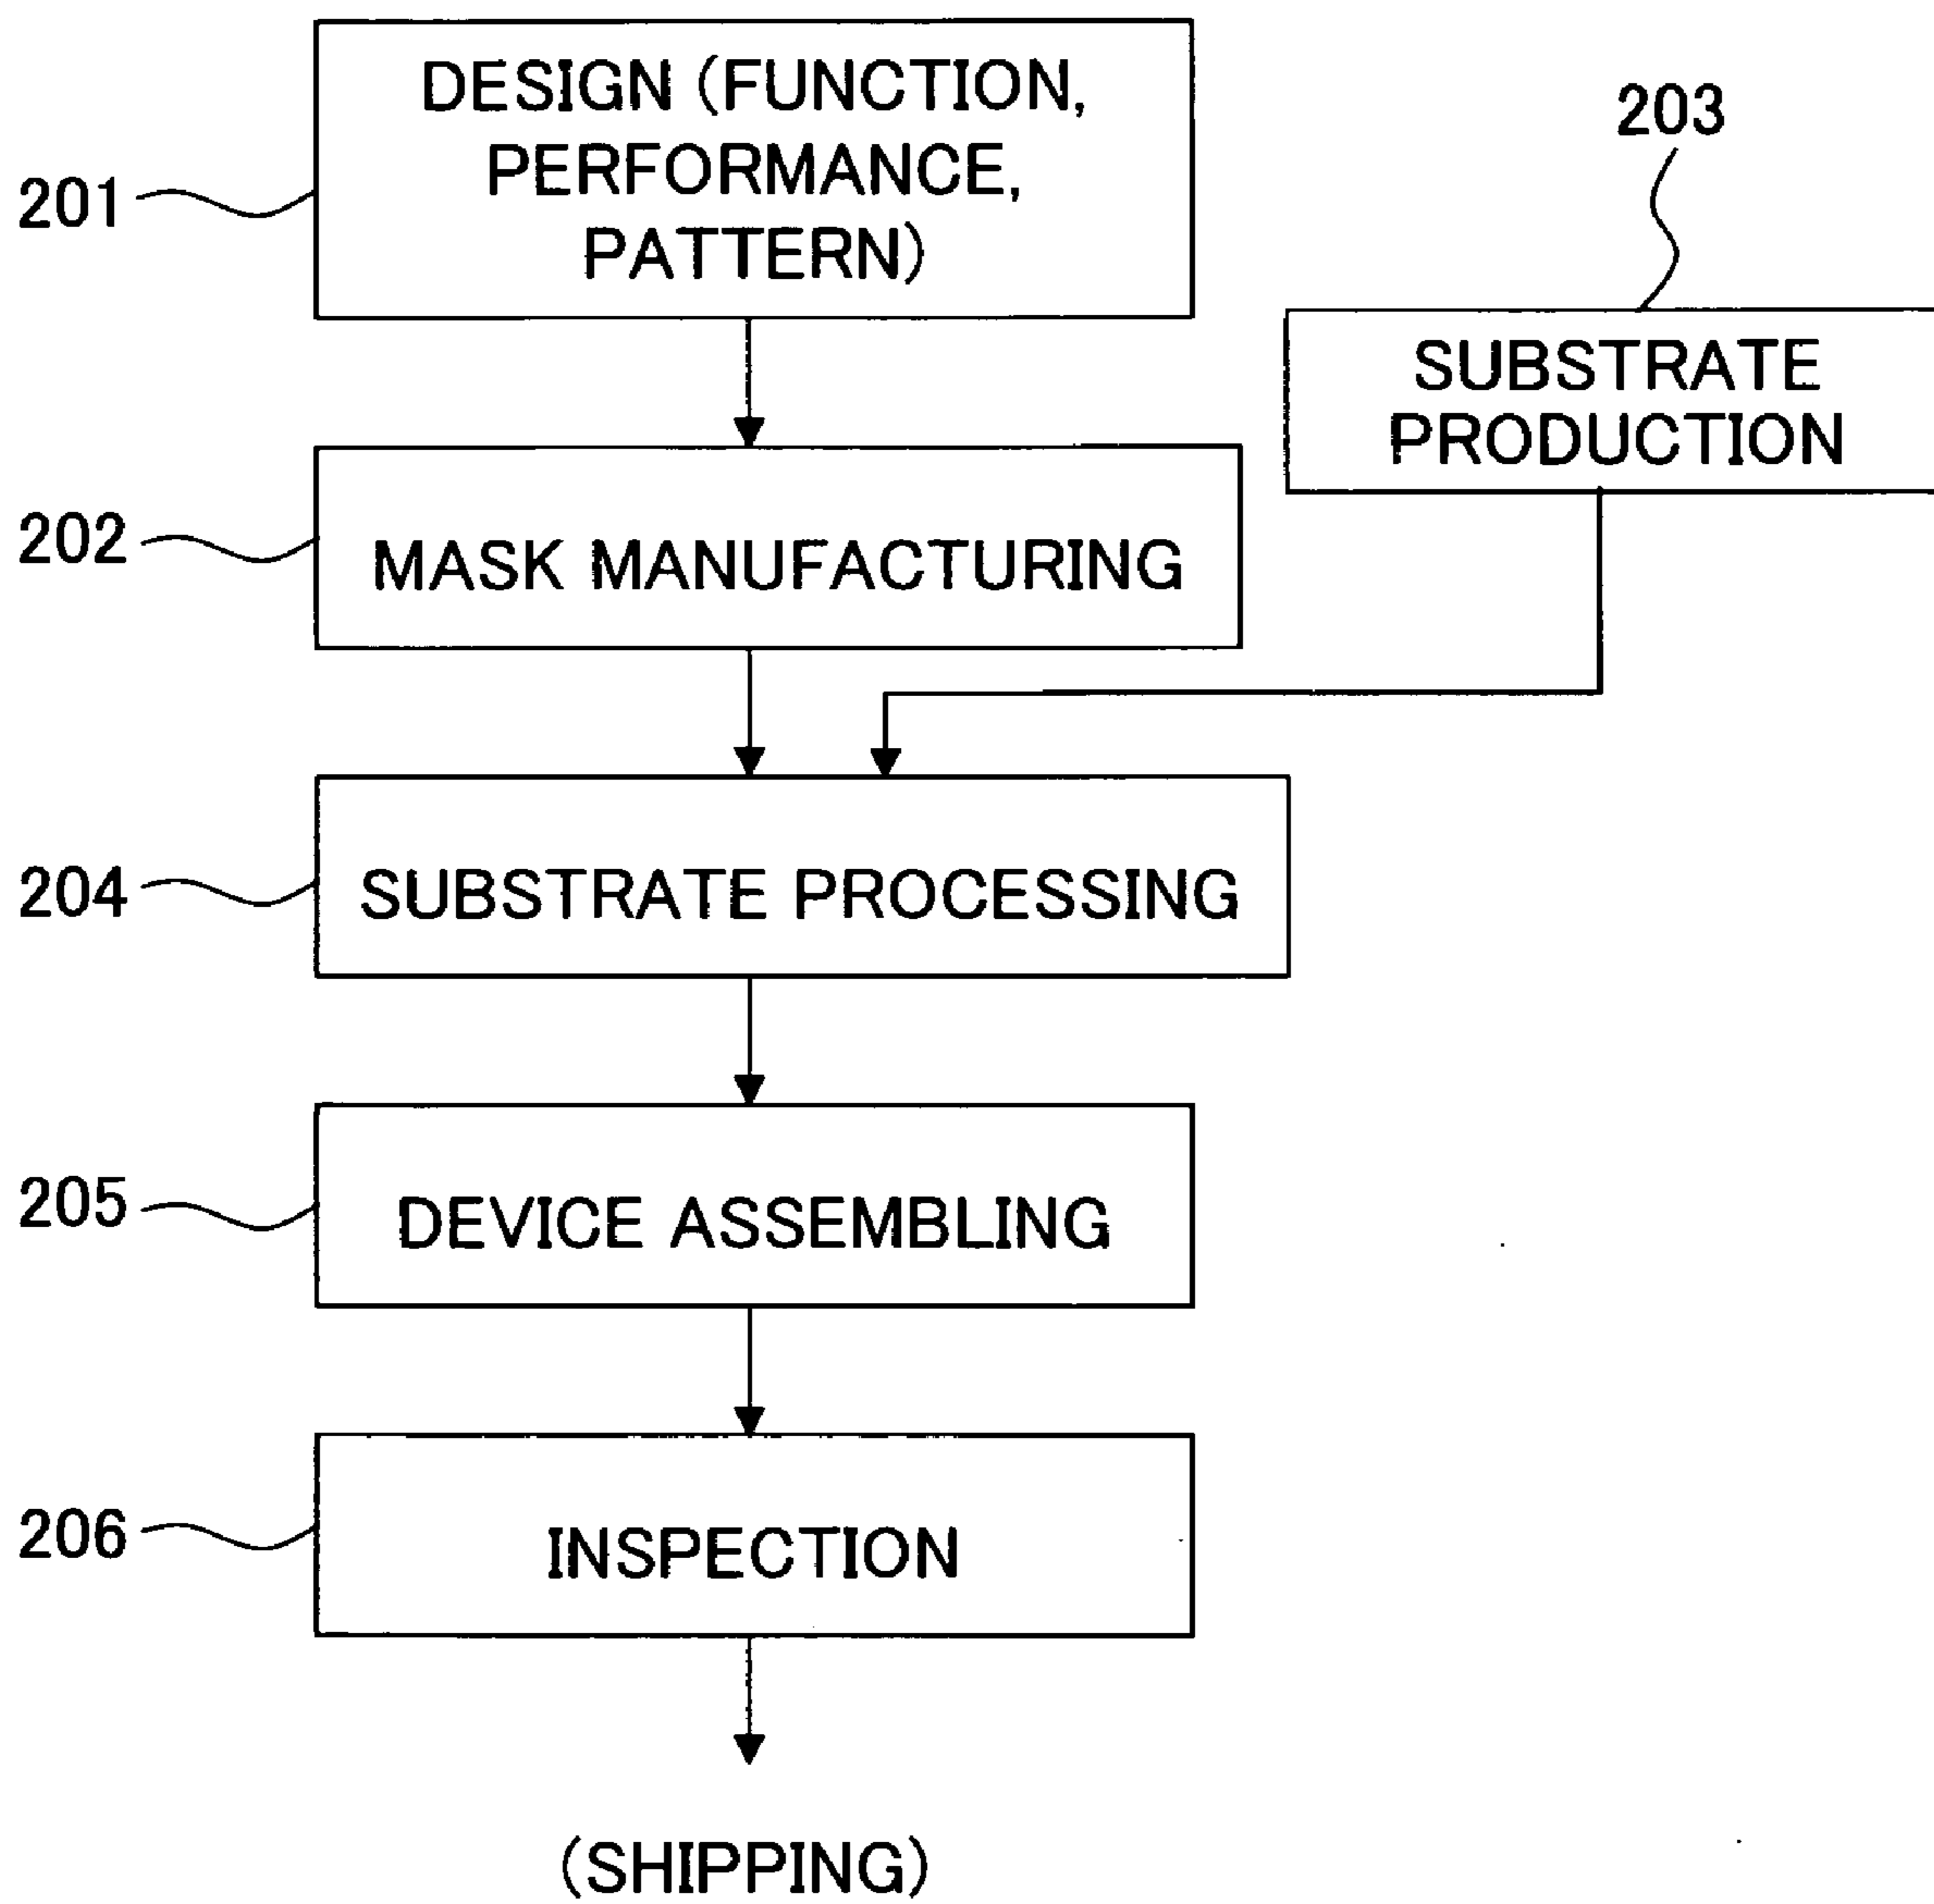 DESIGN (FUNCTION,
PERFORMANCE,
PATTERN)
201
203
SUBSTRATE
PRODUCTION
202
MASK MANUFACTURING
204
SUBSTRATE PROCESSING
205
DEVICE ASSEMBLING
206
INSPECTION
(SHIPPING)